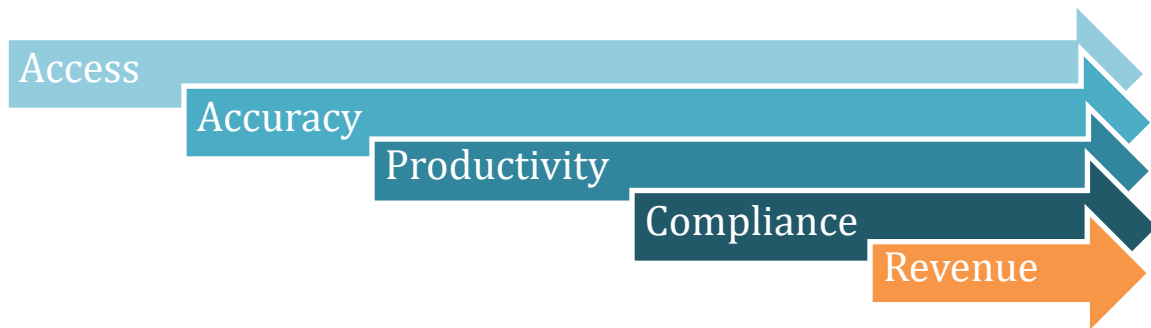 Access
Accuracy
Productivity
Compliance
Revenue